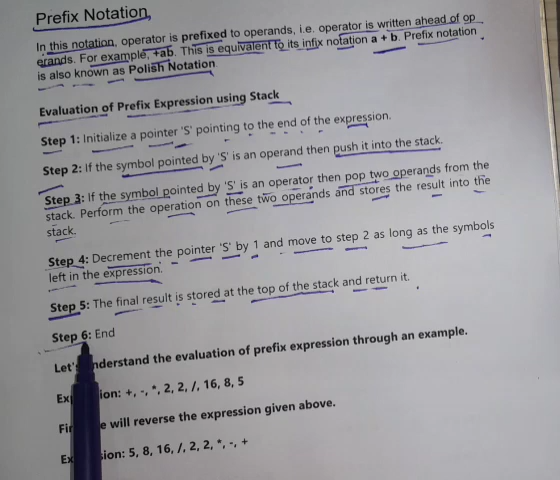 Prefix Notation
In this notation, operator is prefixed to operands, i.e. operator is written ahead of op
erands. For example, +ab. This is equivalent to its infix notation a + b. Prefix notation
is also known as Polish Notation.
Evaluation of Prefix Expression using Stack
Step 1: Initialize a pointer 'S' pointing to the end of the expression.
Step 2: If the symbol pointed by 'S' is an operand then push it into the stack.
Step 3: If the symbol pointed by 'S' is an operator then pop two operands from the
stack. Perform the operation on these two operands and stores the result into the
stack.
Step 4: Decrement the pointer 'S' by 1 and move to step 2 as long as the symbols
left in the expression.
Step 5: The final result is stored at the top of the stack and return it.
Step 6: End
Let's understand the evaluation of prefix expression through an example.
+, -, *, 2, 2, /, 16, 8, 5
will reverse the expression given above.
5, 8, 16, /, 2, 2, *, -, +